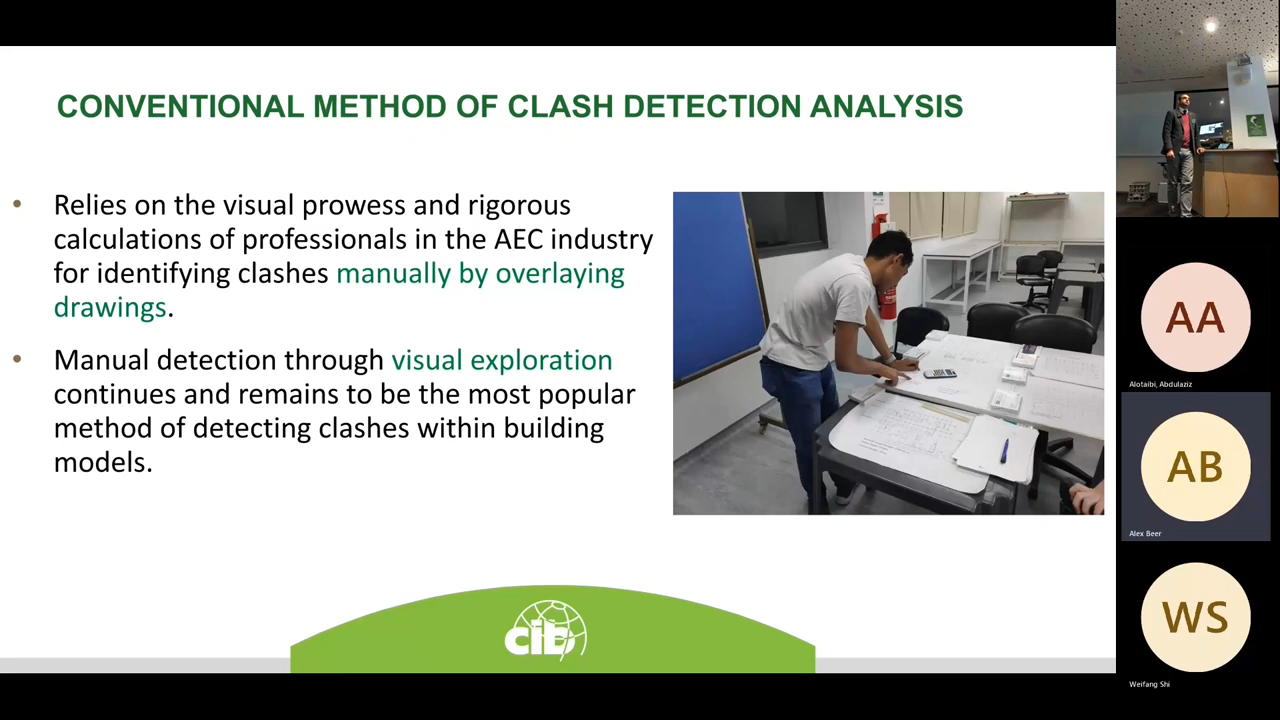 CONVENTIONAL METHOD OF CLASH DETECTION ANALYSIS
• Relies on the visual prowess and rigorous
calculations of professionals in the AEC industry
for identifying clashes manually by overlaying
drawings.
• Manual detection through visual exploration
continues and remains to be the most popular
method of detecting clashes within building
models.
cib
AA
Alotaibi, Abdulaziz
AB
Alex Beer
WS
Weifang Shi